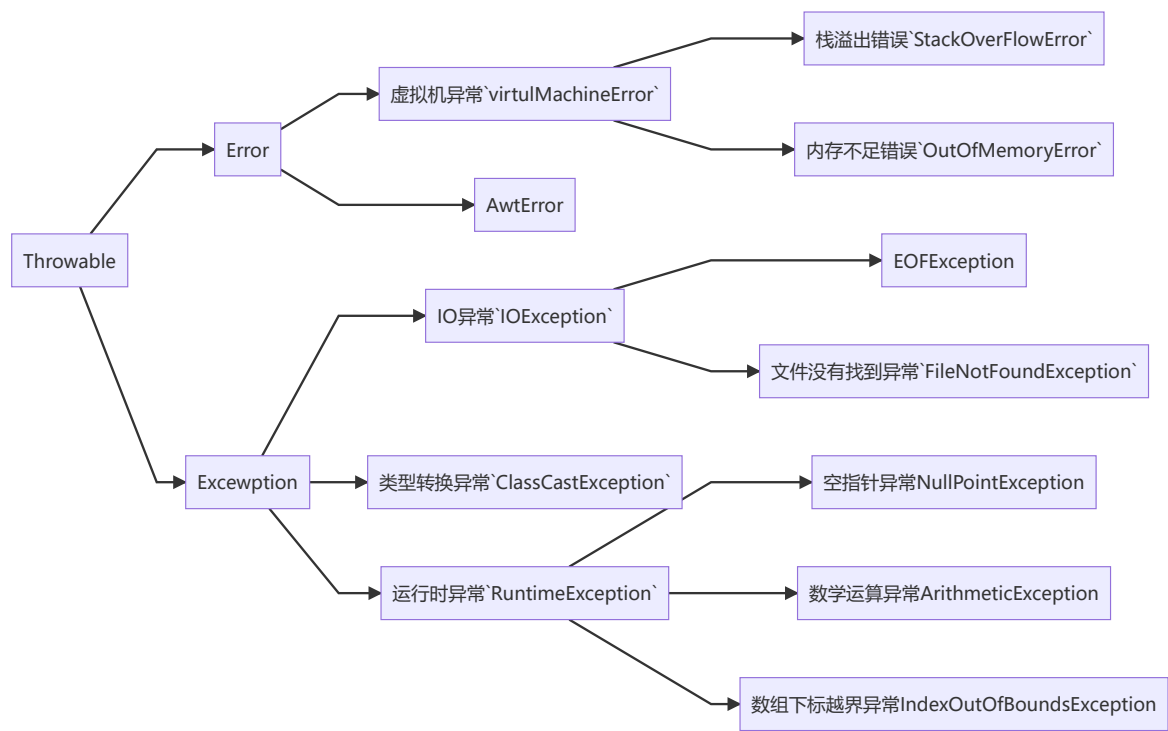 栈溢出错误`StackOverFlowError`
虚拟机异常`virtulMachineError`
Error
内存不足错误`OutOfMemoryError`
AwtError
Throwable
EOFException
IO异常`IOException`
文件没有找到异常`FileNotFoundException`
Excewption
类型转换异常`ClassCastException`
空指针异常NullPointException
运行时异常`RuntimeException`
数学运算异常ArithmeticException
数组下标越界异常IndexOutOfBoundsException